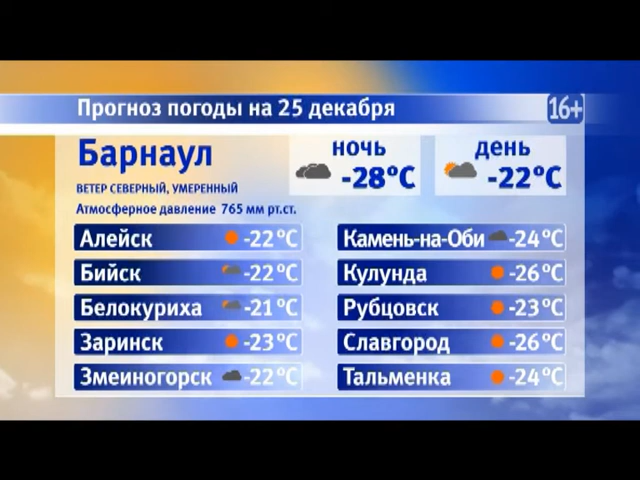 Прогноз погоды на 25 декабря 16+
Барнаул
ночь
-28°C
день
-22°C
ВЕТЕР СЕВЕРНЫЙ, УМЕРЕННЫЙ
Атмосферное давление 765 мм рт.ст.
Алейск -22°C
Бийск -22°C
Белокуриха -21°C
Заринск -23°C
Змеиногорск -22°C
Камень-на-Оби -24°C
Кулунда -26°C
Рубцовск -23°C
Славгород -26°C
Тальменка -24°C